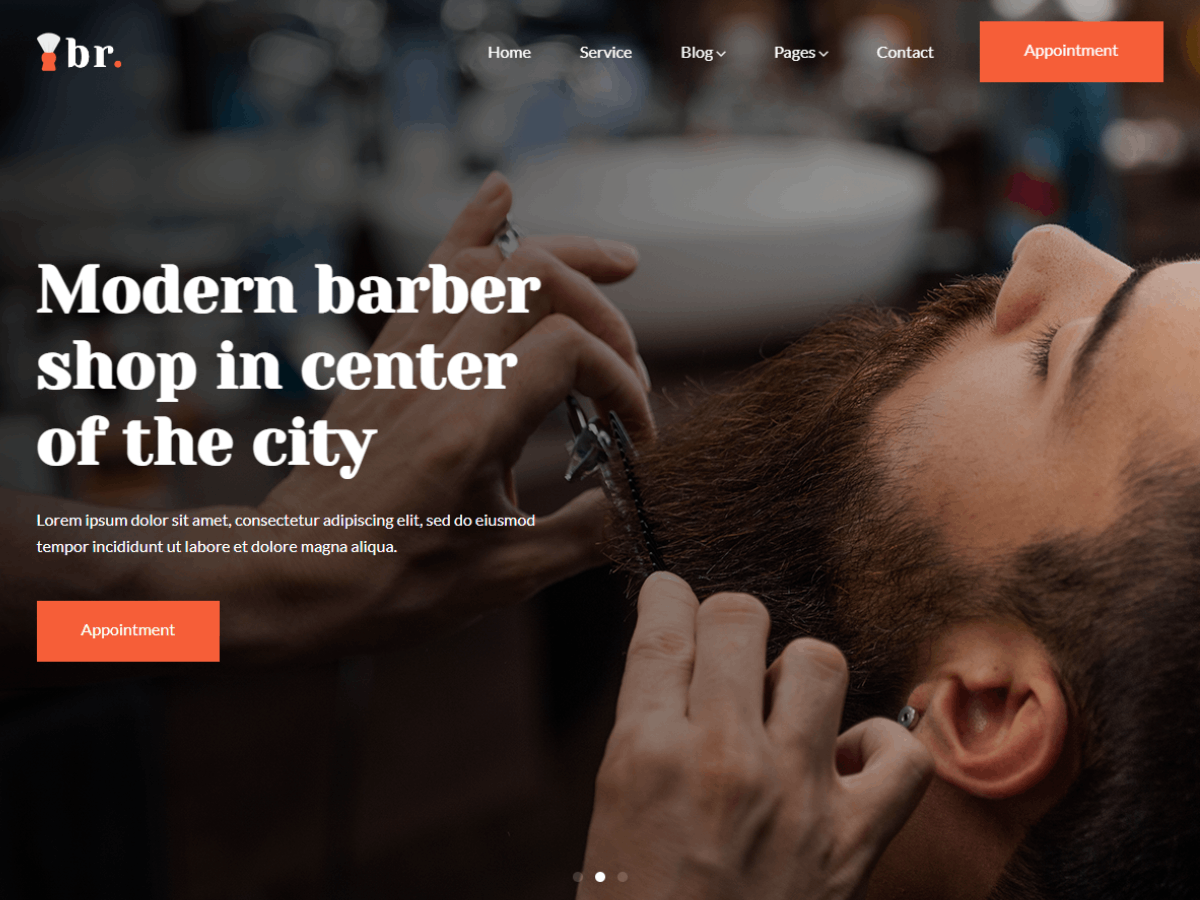 br.
Home Service Blog Pages Contact Appointment
Modern barber
shop in center
of the city
Lorem ipsum dolor sit amet, consectetur adipiscing elit, sed do eiusmod
tempor incididunt ut labore et dolore magna aliqua.
Appointment